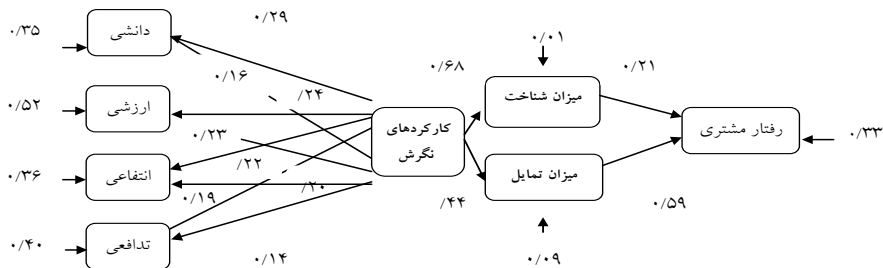 ۰/۲۹
۰/۳۵
دانشی
۰/۰۱
۰/۱۶
۰/۶۸
۰/۲۱
/۲۴
میزان شناخت
۰/۵۲
ارزشی
کارکردهای
نگرش
رفتار مشتری
۰/۳۳
۰/۲۳
/۲۲
۰/۳۶
انتفاعی
میزان تمایل
۰/۱۹
/۲۰
/۴۴
۰/۵۹
۰/۴۰
تدافعی
۰/۱۴
۰/۰۹